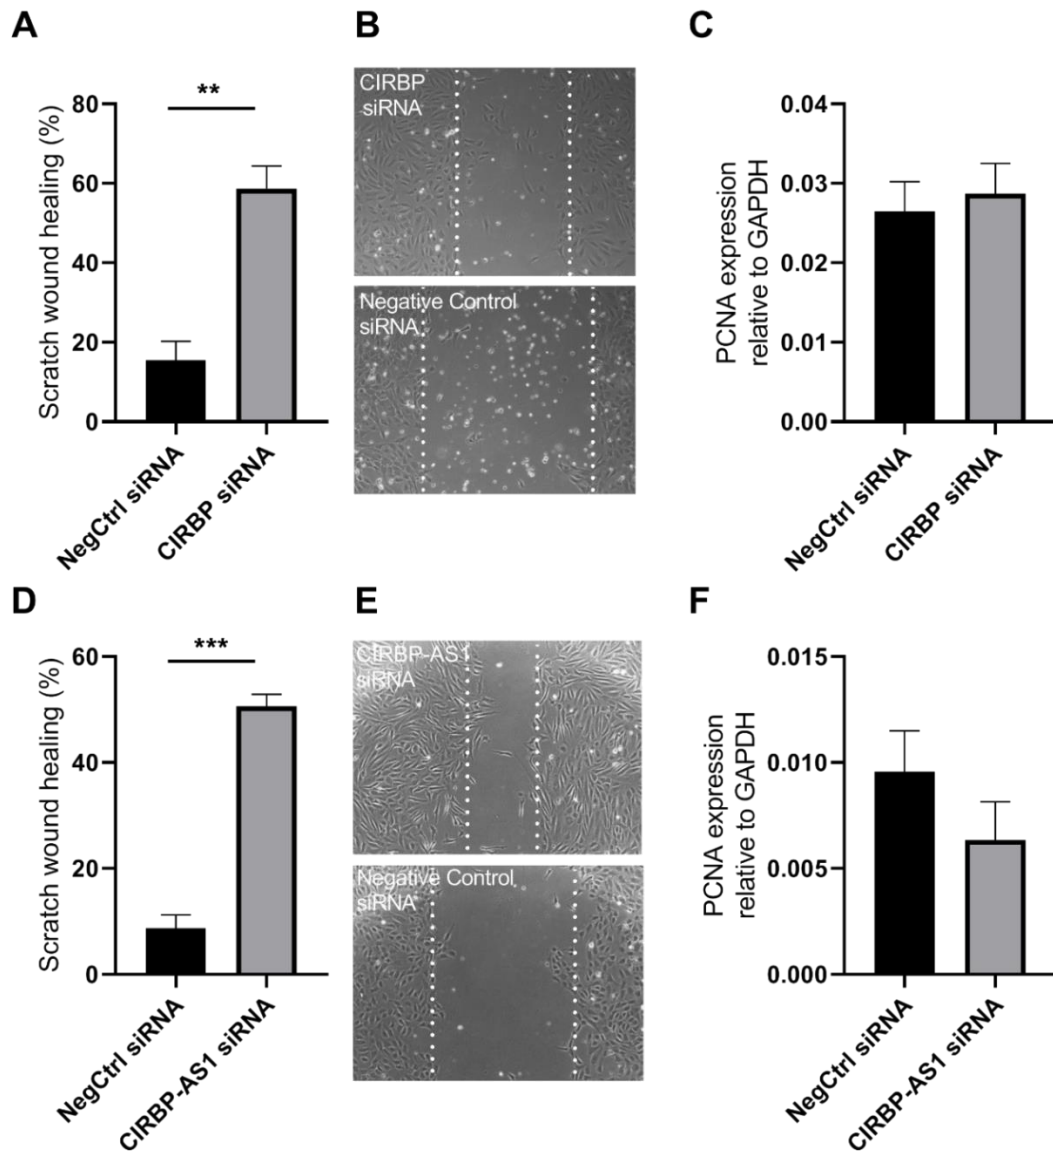 A
B
C
**
80
60
40
20
0
Scratch wound healing (%)
NegCtrl siRNA
CIRBP siRNA
CIRBP
siRNA
Negative Control
siRNA
0.04
0.03
0.02
0.01
0.00
PCNA expression
relative to GAPDH
NegCtrl siRNA
CIRBP siRNA
D
E
F
***
60
40
20
0
Scratch wound healing (%)
NegCtrl siRNA
CIRBP-AS1 siRNA
CIRBP-AS1
siRNA
Negative Control
siRNA
0.015
0.010
0.005
0.000
PCNA expression
relative to GAPDH
NegCtrl siRNA
CIRBP-AS1 siRNA